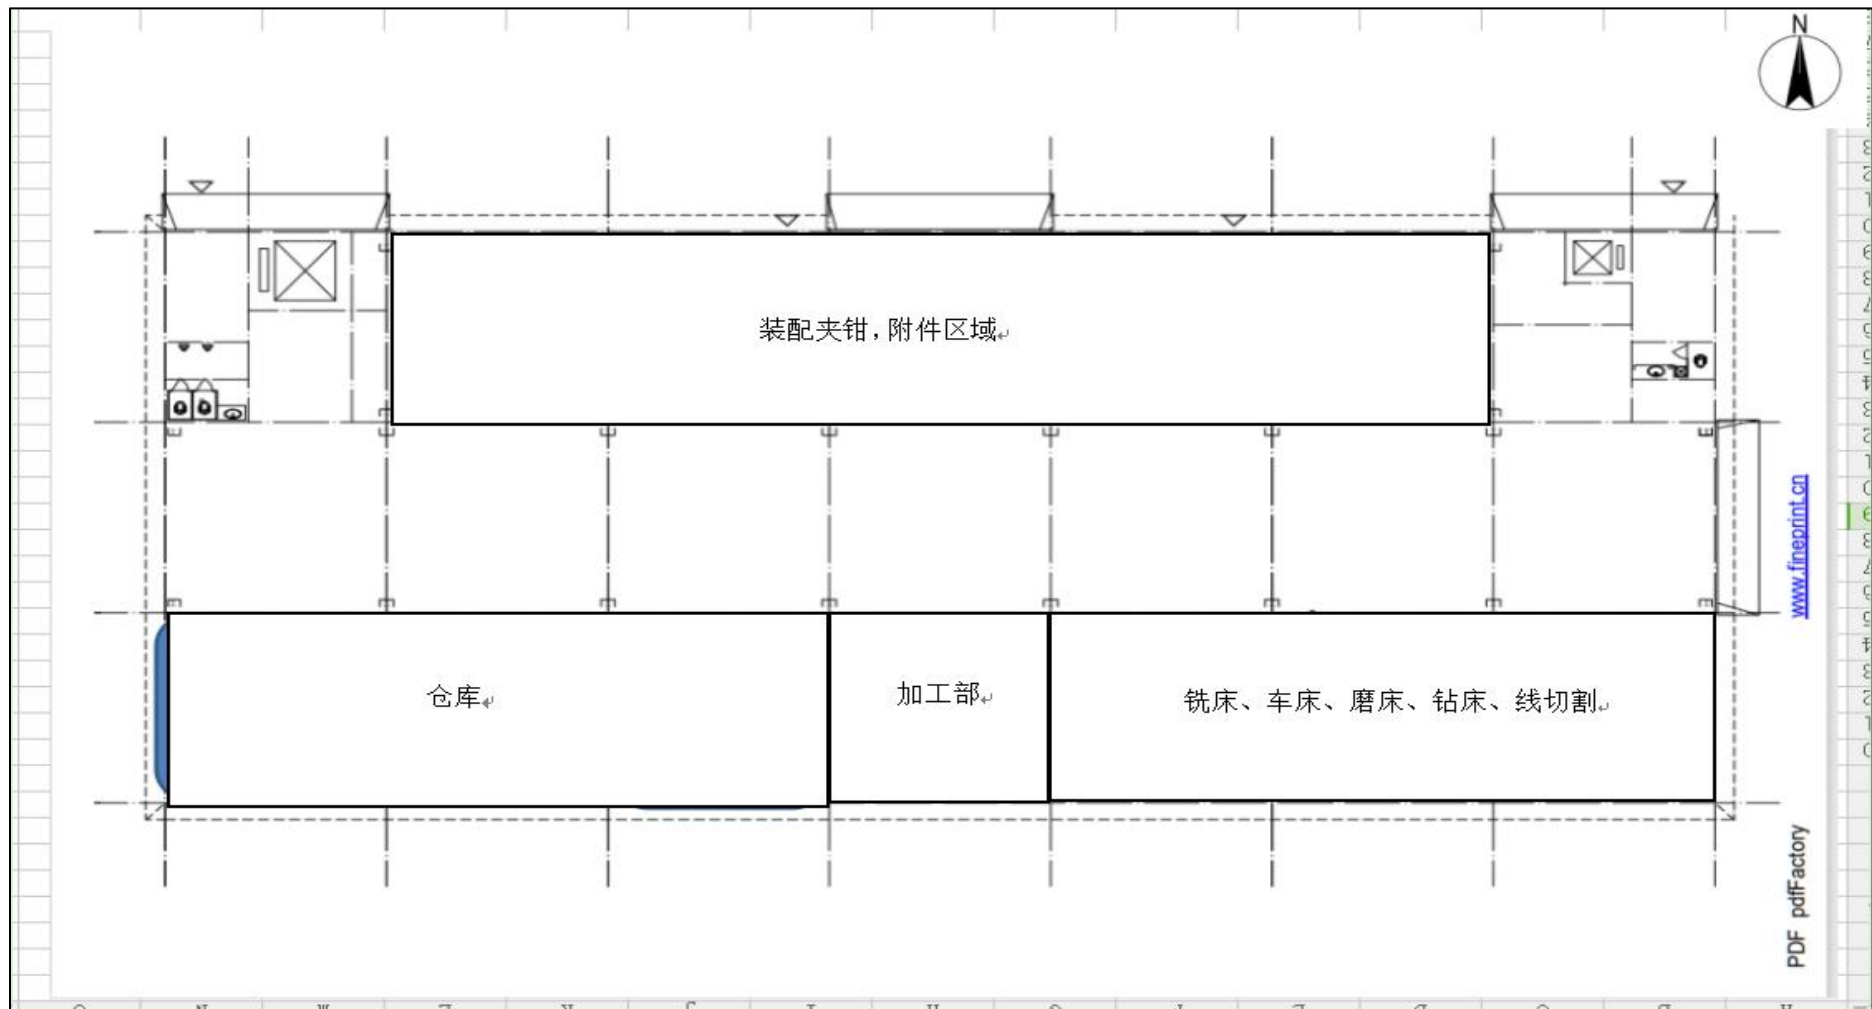 N
装配夹钳,附件区域
仓库
加工部
铣床、车床、磨床、钻床、线切割
www.fineprint.cn
PDF pdfFactory